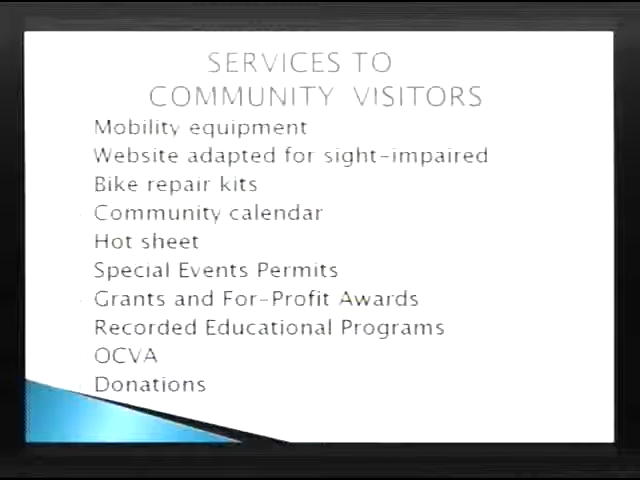 SERVICES TO
COMMUNITY VISITORS
Mobility equipment
Website adapted for sight-impaired
Bike repair kits
Community calendar
Hot sheet
Special Events Permits
Grants and For-Profit Awards
Recorded Educational Programs
OCVA
Donations